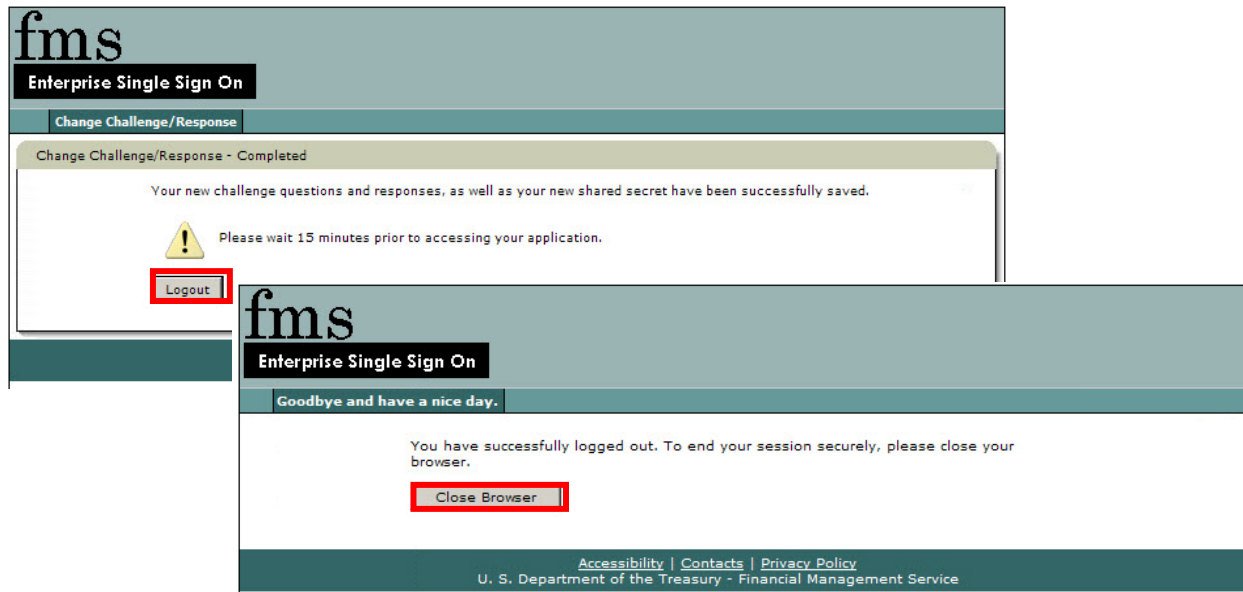 fms
Enterprise Single Sign On
Change Challenge/Response
Change Challenge/Response - Completed
Your new challenge questions and responses, as well as your new shared secret have been successfully saved.
Please wait 15 minutes prior to accessing your application.
Logout
fms
Enterprise Single Sign On
Goodbye and have a nice day.
You have successfully logged out. To end your session securely, please close your
browser.
Close Browser
Accessibility | Contacts | Privacy Policy
U. S. Department of the Treasury - Financial Management Service